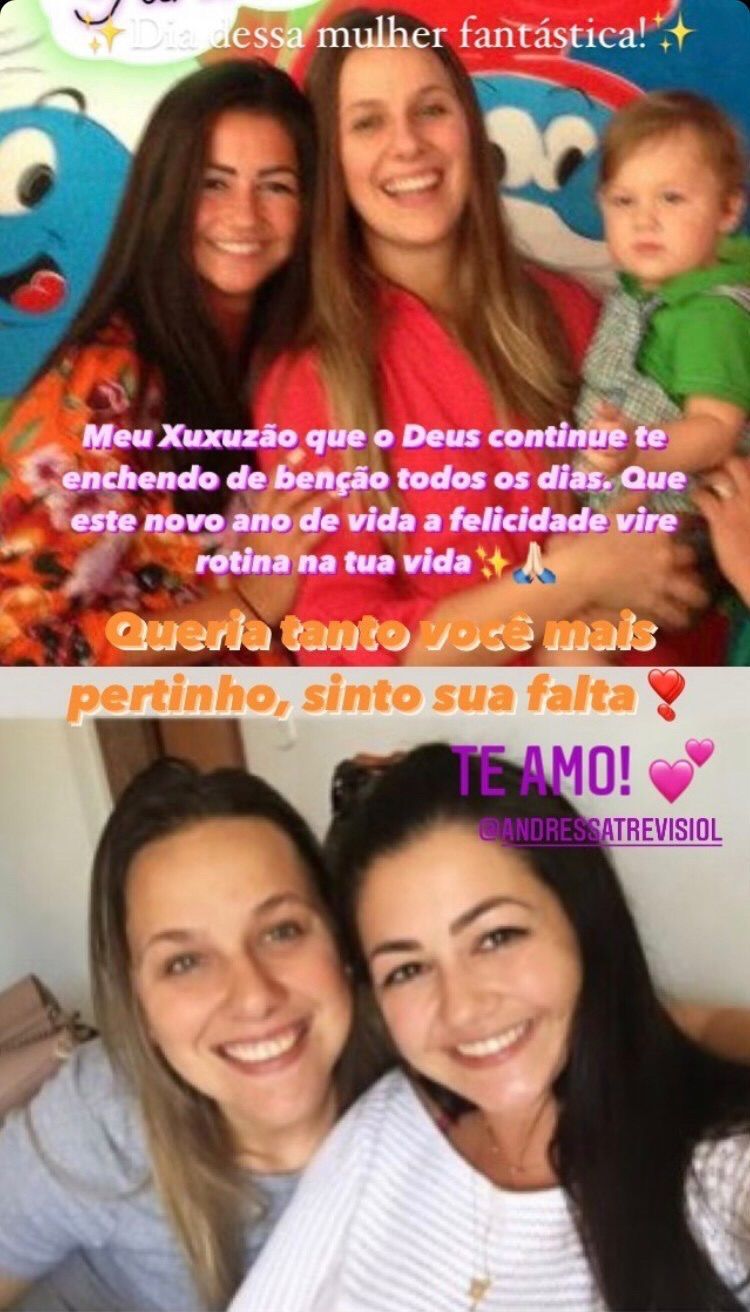 ✨Dia dessa mulher fantástica!✨
Meu Xuxuzão que o Deus continue te
enchendo de benção todos os dias. Que
este novo ano de vida a felicidade vire
rotina na tua vida✨🙏🏻
Queria tanto você mais
pertinho, sinto sua falta❣️
TE AMO! 💕
@ANDRESSATREVISIOL